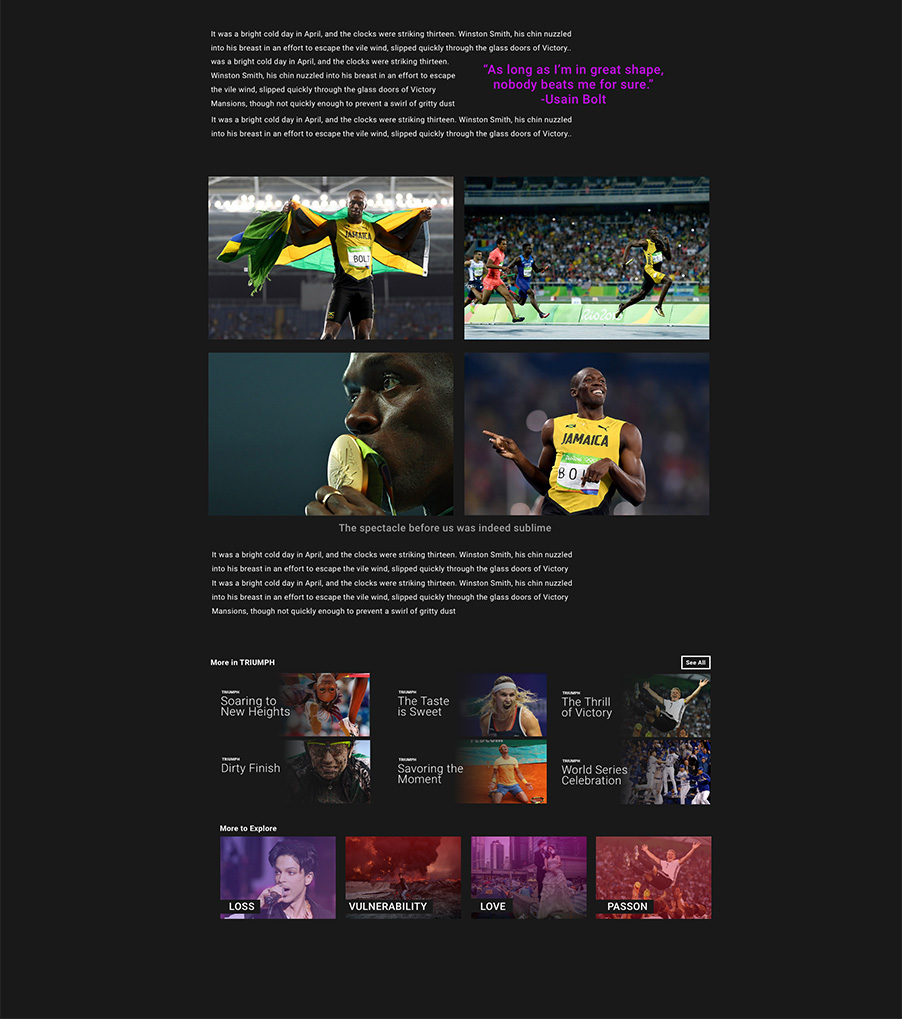 It was a bright cold day in April, and the clocks were striking thirteen. Winston Smith, his chin nuzzled
into his breast in an effort to escape the vile wind, slipped quickly through the glass doors of Victory..
was a bright cold day in April, and the clocks were striking thirteen.
Winston Smith, his chin nuzzled into his breast in an effort to escape
the vile wind, slipped quickly through the glass doors of Victory
Mansions, though not quickly enough to prevent a swirl of gritty dust
“As long as I’m in great shape,
nobody beats me for sure.”
-Usain Bolt
It was a bright cold day in April, and the clocks were striking thirteen. Winston Smith, his chin nuzzled
into his breast in an effort to escape the vile wind, slipped quickly through the glass doors of Victory..
JAMAICA
BOLT
Rio2016
JAMAICA
BOL
The spectacle before us was indeed sublime
It was a bright cold day in April, and the clocks were striking thirteen. Winston Smith, his chin nuzzled
into his breast in an effort to escape the vile wind, slipped quickly through the glass doors of Victory
It was a bright cold day in April, and the clocks were striking thirteen. Winston Smith, his chin nuzzled
into his breast in an effort to escape the vile wind, slipped quickly through the glass doors of Victory
Mansions, though not quickly enough to prevent a swirl of gritty dust
More in TRIUMPH
See All
TRIUMPH
Soaring to
New Heights
TRIUMPH
The Taste
is Sweet
TRIUMPH
The Thrill
of Victory
TRIUMPH
Dirty Finish
TRIUMPH
Savoring the
Moment
TRIUMPH
World Series
Celebration
More to Explore
LOSS
VULNERABILITY
LOVE
PASSON